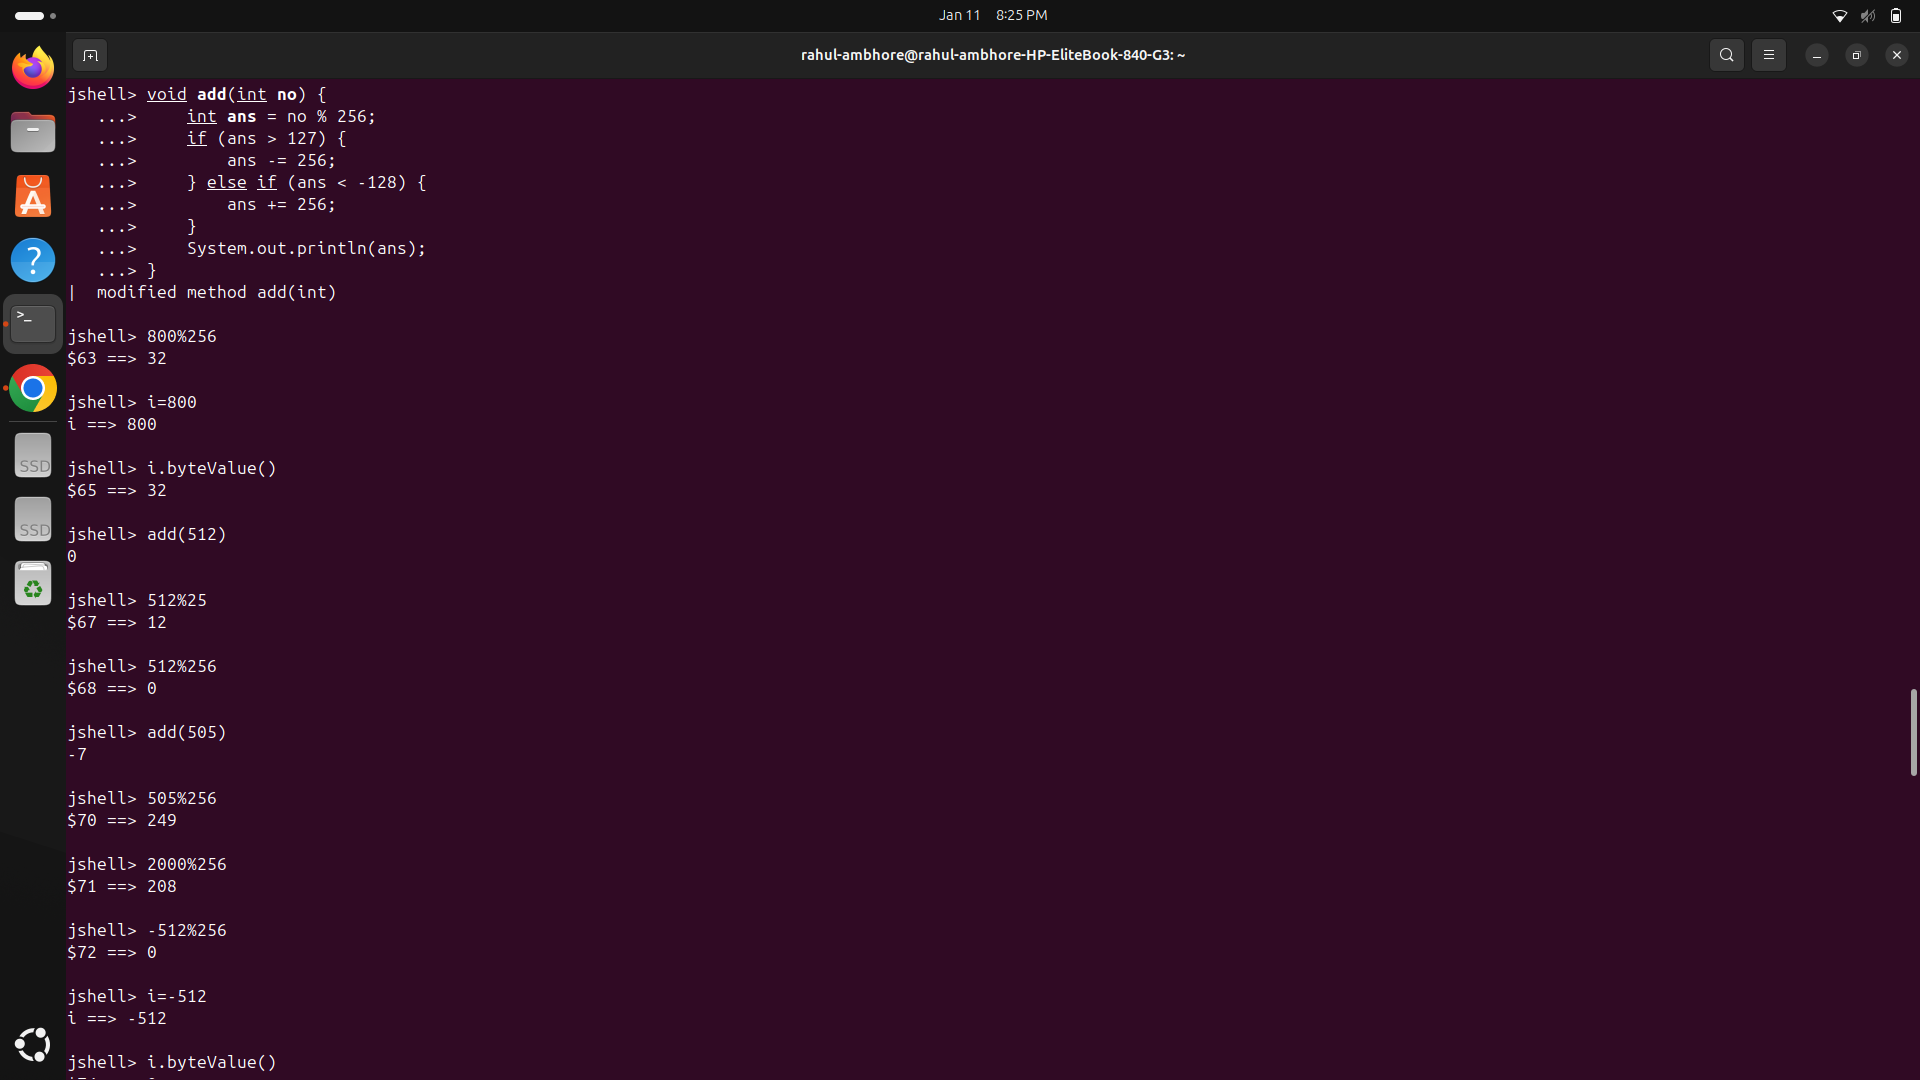 Jan 11 8:25 PM
rahul-ambhore@rahul-ambhore-HP-EliteBook-840-G3: ~
jshell> void add(int no) {
   ...>     int ans = no % 256;
   ...>     if (ans > 127) {
   ...>         ans -= 256;
   ...>     } else if (ans < -128) {
   ...>         ans += 256;
   ...>     }
   ...>     System.out.println(ans);
   ...> }
|  modified method add(int)
jshell> 800%256
$63 ==> 32
jshell> i=800
i ==> 800
jshell> i.byteValue()
$65 ==> 32
jshell> add(512)
0
jshell> 512%25
$67 ==> 12
jshell> 512%256
$68 ==> 0
jshell> add(505)
-7
jshell> 505%256
$70 ==> 249
jshell> 2000%256
$71 ==> 208
jshell> -512%256
$72 ==> 0
jshell> i=-512
i ==> -512
jshell> i.byteValue()
SSD
SSD